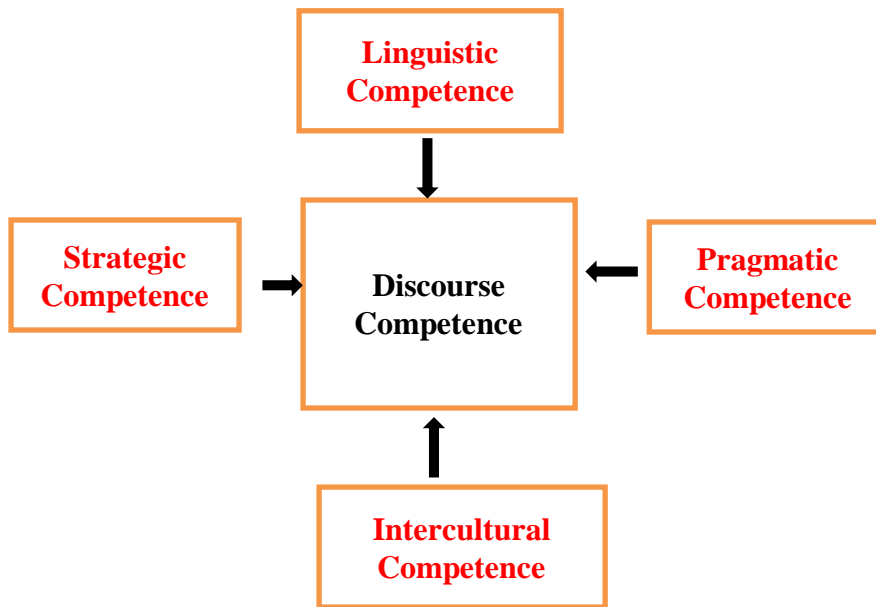 Linguistic
Competence
Strategic
Competence
Discourse
Competence
Pragmatic
Competence
Intercultural
Competence